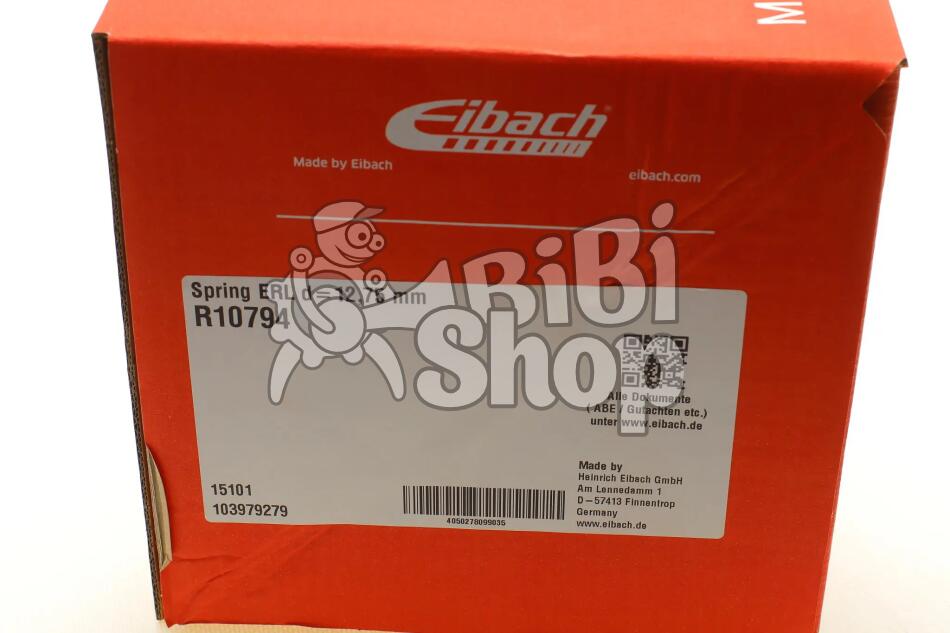 M
Eibach
Made by Eibach
eibach.com
BiBi
Shop
Spring ERL d= 12,75 mm
R10794
Alle Dokumente
( ABE / Gutachten etc.)
unter www.eibach.de
15101
103979279
4050278099035
Made by
Heinrich Eibach GmbH
Am Lennedamm 1
D-57413 Finnentrop
Germany
www.eibach.de